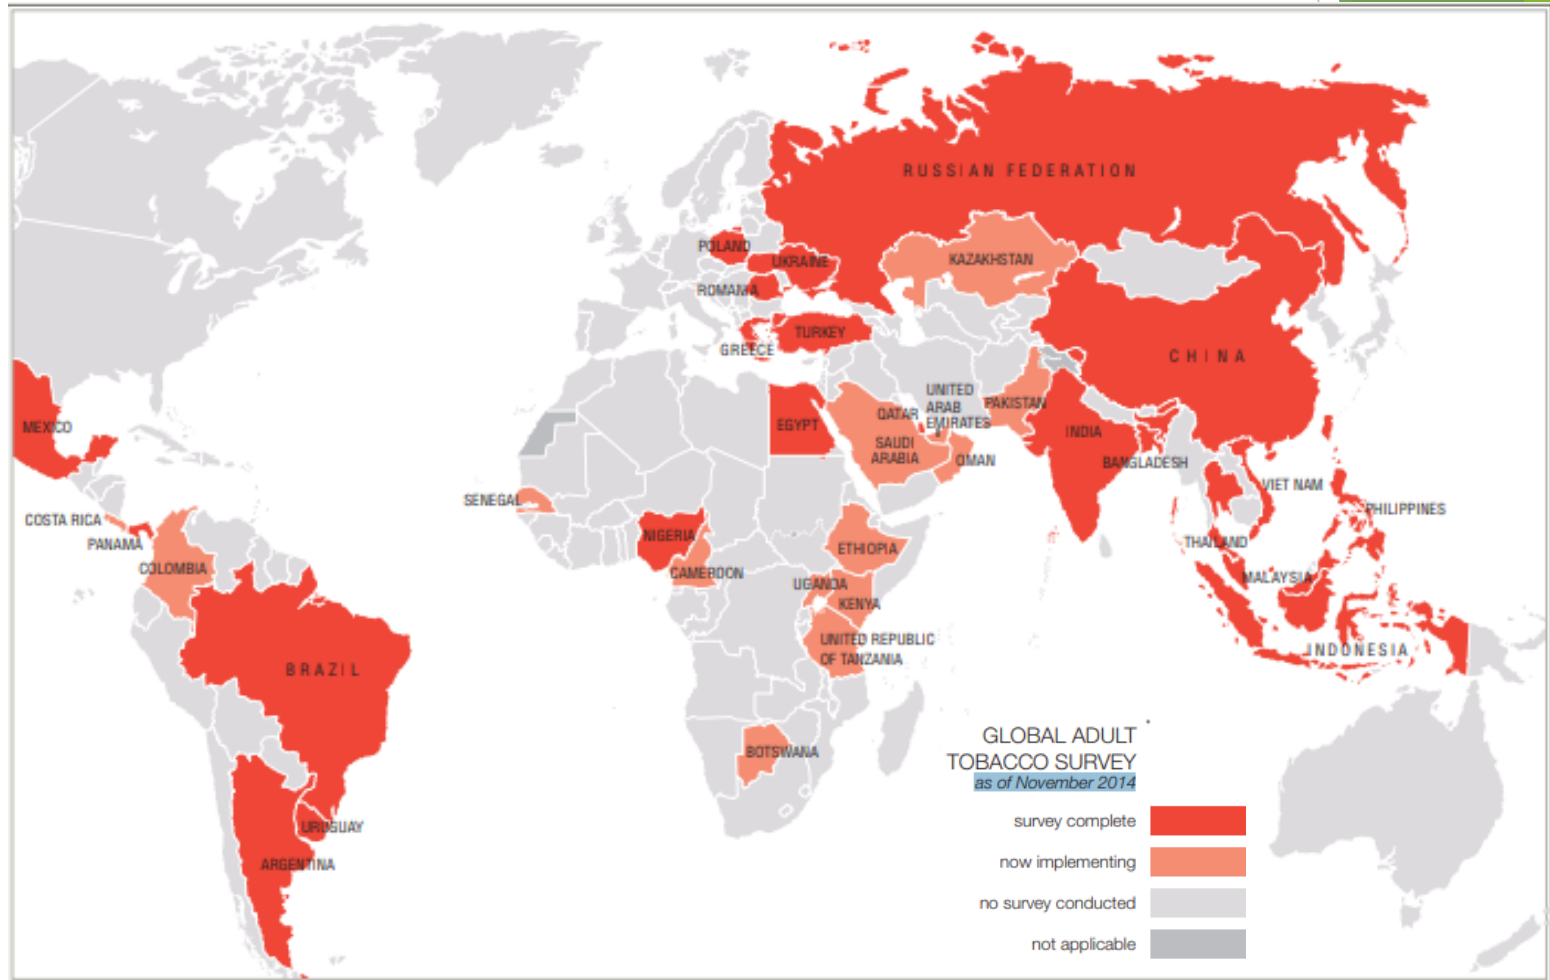 RUSSIAN FEDERATION
POLAND
UKRAINE
KAZAKHSTAN
ROMANIA
TURKEY
GREECE
CHINA
MEXICO
EGYPT
QATAR
UNITED
ARAB
EMIRATES
PAKISTAN
INDIA
SAUDI
ARABIA
OMAN
BANGLADESH
SENEGAL
VIET NAM
PHILIPPINES
COSTA RICA
PANAMA
NIGERIA
THAILAND
COLOMBIA
ETHIOPIA
CAMEROON
UGANDA
MALAYSIA
KENYA
UNITED REPUBLIC
OF TANZANIA
INDONESIA
BRAZIL
BOTSWANA
URUGUAY
ARGENTINA
GLOBAL ADULT
TOBACCO SURVEY
as of November 2014
survey complete
now implementing
no survey conducted
not applicable